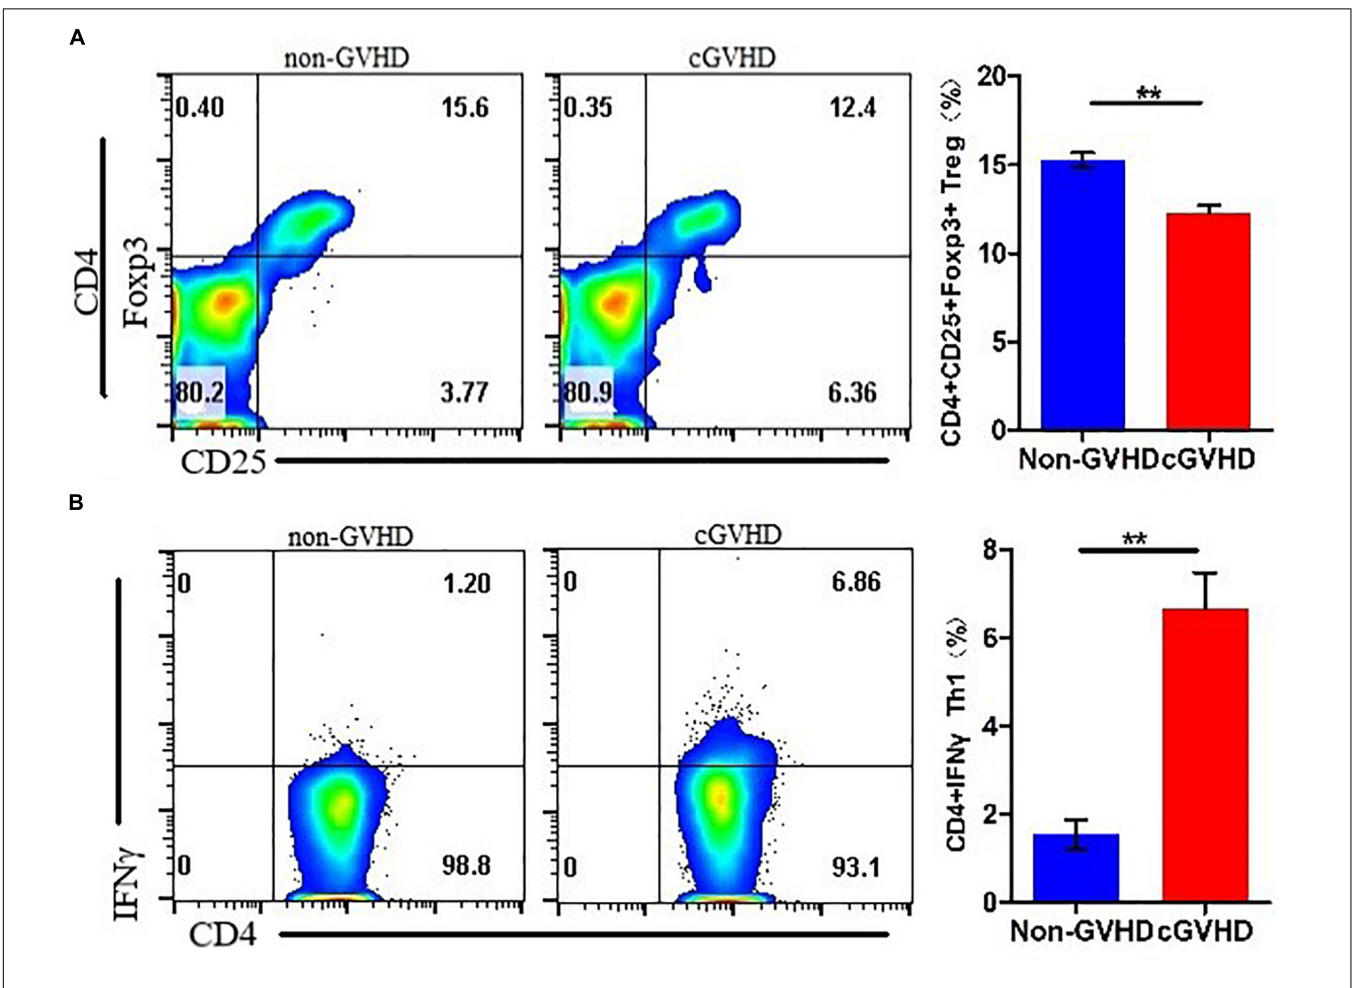 A
non-GVHD
cGVHD
0.40
15.6
0.35
12.4
80.2
3.77
80.9
6.36
CD4
Foxp3
CD25
CD4+CD25+Foxp3+ Treg (%)
20
15
10
5
0
**
Non-GVHD cGVHD
B
non-GVHD
cGVHD
0
1.20
0
6.86
0
98.8
0
93.1
IFNγ
CD4
CD4+IFNγ Th1 (%)
8
6
4
2
0
**
Non-GVHD cGVHD